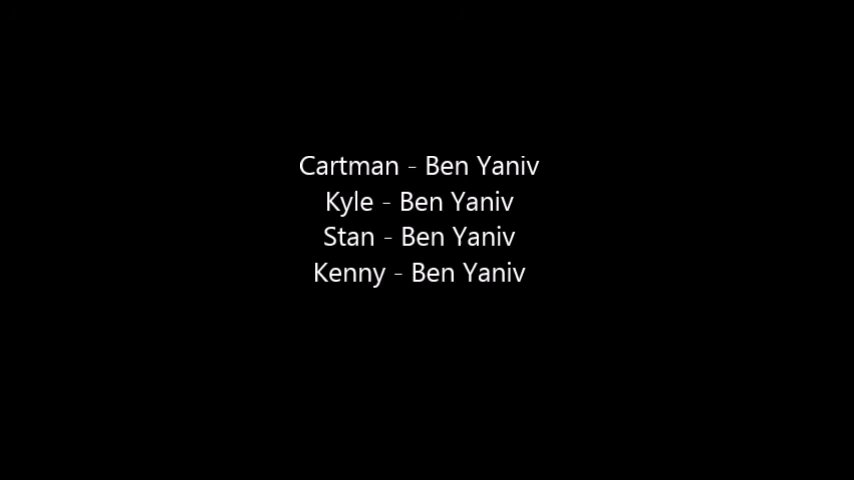 Cartman - Ben Yaniv
Kyle - Ben Yaniv
Stan - Ben Yaniv
Kenny - Ben Yaniv